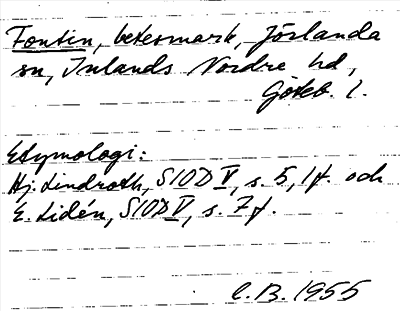 Fontin, betesmark, Jörlanda
sn, Inlands Nordre hd,
Göteb. l.
Etymologi:
Hj. Lindroth, SIOD V, s. 5, 1 f. och
E. Lidén, SIOD V, s. 7 f.
C.B. 1955